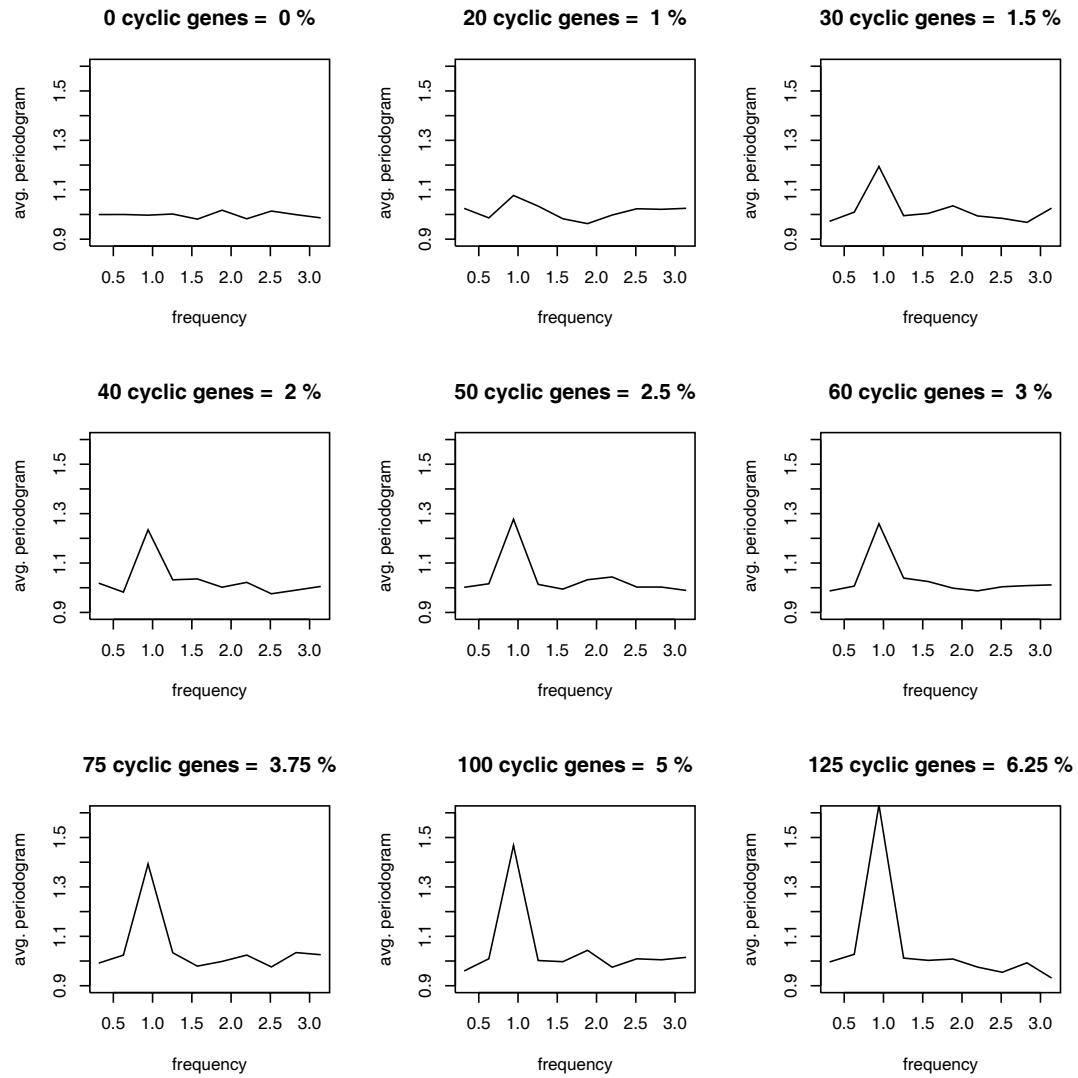 0 cyclic genes =  0 %
avg. periodogram
0.9 1.1 1.3 1.5
0.5 1.0 1.5 2.0 2.5 3.0
frequency
20 cyclic genes =  1 %
avg. periodogram
0.9 1.1 1.3 1.5
0.5 1.0 1.5 2.0 2.5 3.0
frequency
30 cyclic genes =  1.5 %
avg. periodogram
0.9 1.1 1.3 1.5
0.5 1.0 1.5 2.0 2.5 3.0
frequency
40 cyclic genes =  2 %
avg. periodogram
0.9 1.1 1.3 1.5
0.5 1.0 1.5 2.0 2.5 3.0
frequency
50 cyclic genes =  2.5 %
avg. periodogram
0.9 1.1 1.3 1.5
0.5 1.0 1.5 2.0 2.5 3.0
frequency
60 cyclic genes =  3 %
avg. periodogram
0.9 1.1 1.3 1.5
0.5 1.0 1.5 2.0 2.5 3.0
frequency
75 cyclic genes =  3.75 %
avg. periodogram
0.9 1.1 1.3 1.5
0.5 1.0 1.5 2.0 2.5 3.0
frequency
100 cyclic genes =  5 %
avg. periodogram
0.9 1.1 1.3 1.5
0.5 1.0 1.5 2.0 2.5 3.0
frequency
125 cyclic genes =  6.25 %
avg. periodogram
0.9 1.1 1.3 1.5
0.5 1.0 1.5 2.0 2.5 3.0
frequency